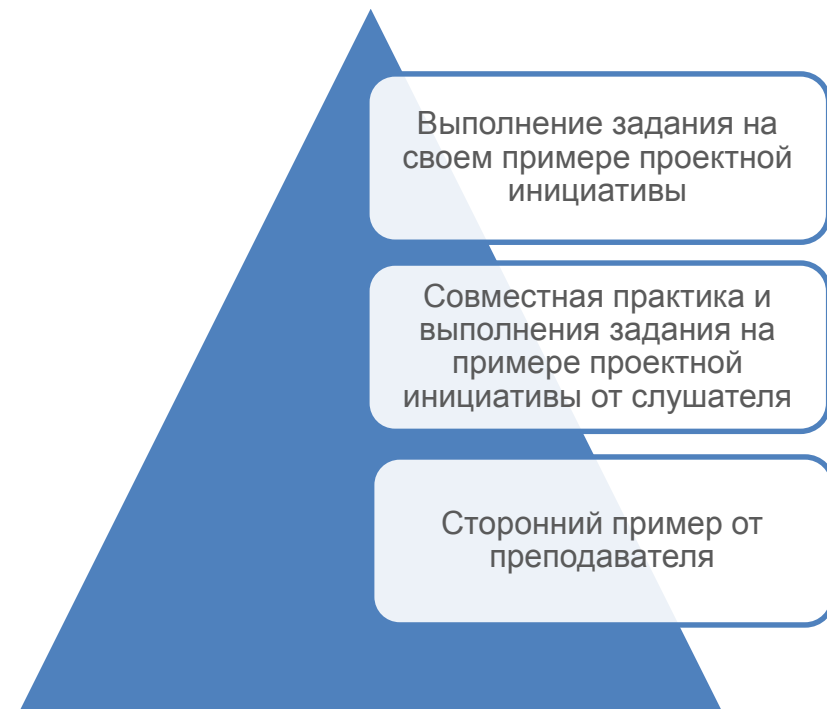 Выполнение задания на
своем примере проектной
инициативы
Совместная практика и
выполнения задания на
примере проектной
инициативы от слушателя
Сторонний пример от
преподавателя